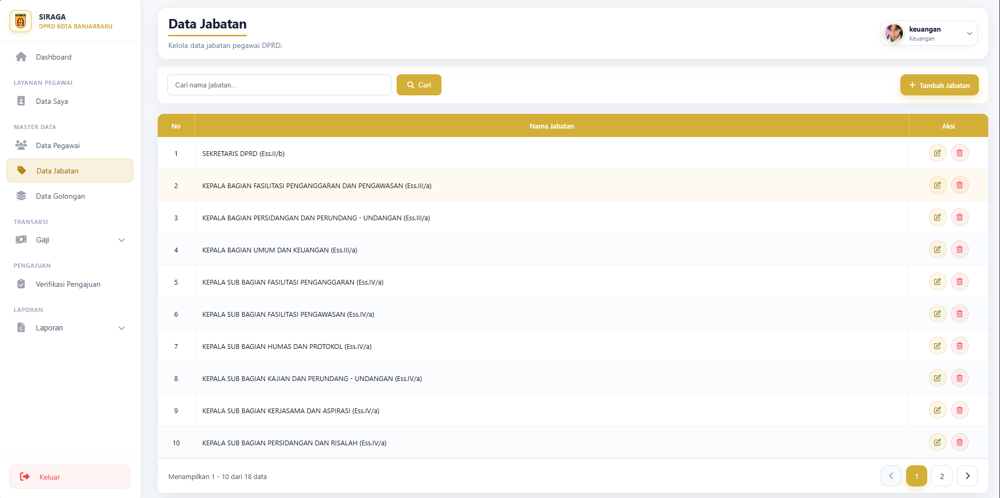 SIRAGA
DPRD KOTA BANJARBARU
Dashboard
LAYANAN PEGAWAI
Data Saya
MASTER DATA
Data Pegawai
Data Jabatan
Data Golongan
TRANSAKSI
Gaji
PENGAJUAN
Verifikasi Pengajuan
LAPORAN
Laporan
Keluar
Data Jabatan
Kelola data jabatan pegawai DPRD.
keuangan
Keuangan
Cari nama jabatan...
Cari
Tambah Jabatan
No Nama Jabatan Aksi
1 SEKRETARIS DPRD (Ess.II/b)
2 KEPALA BAGIAN FASILITASI PENGANGGARAN DAN PENGAWASAN (Ess.III/a)
3 KEPALA BAGIAN PERSIDANGAN DAN PERUNDANG - UNDANGAN (Ess.III/a)
4 KEPALA BAGIAN UMUM DAN KEUANGAN (Ess.III/a)
5 KEPALA SUB BAGIAN FASILITASI PENGANGGARAN (Ess.IV/a)
6 KEPALA SUB BAGIAN FASILITASI PENGAWASAN (Ess.IV/a)
7 KEPALA SUB BAGIAN HUMAS DAN PROTOKOL (Ess.IV/a)
8 KEPALA SUB BAGIAN KAJIAN DAN PERUNDANG - UNDANGAN (Ess.IV/a)
9 KEPALA SUB BAGIAN KERJASAMA DAN ASPIRASI (Ess.IV/a)
10 KEPALA SUB BAGIAN PERSIDANGAN DAN RISALAH (Ess.IV/a)
Menampilkan 1 - 10 dari 18 data
1 2